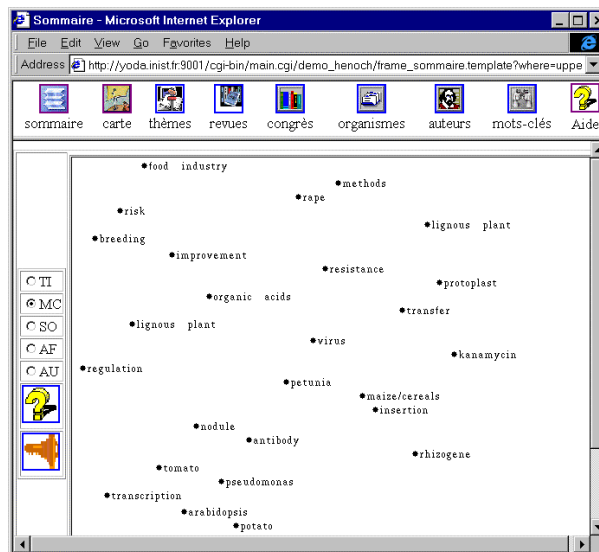 Sommaire - Microsoft Internet Explorer
File Edit View Go Favorites Help
Address http://yoda.inist.fr:9001/cgi-bin/main.cgi/demo_henoch/frame_sommaire.template?where=uppe
sommaire carte thèmes revues congrès organismes auteurs mots-clés Aide
food industry
methods
rape
risk
lignous plant
breeding
improvement
resistance
TI
protoplast
organic acids
MC
transfer
lignous plant
SO
virus
AF
kanamycin
regulation
AU
petunia
maize/cereals
insertion
nodule
antibody
rhizogene
tomato
pseudomonas
transcription
arabidopsis
potato